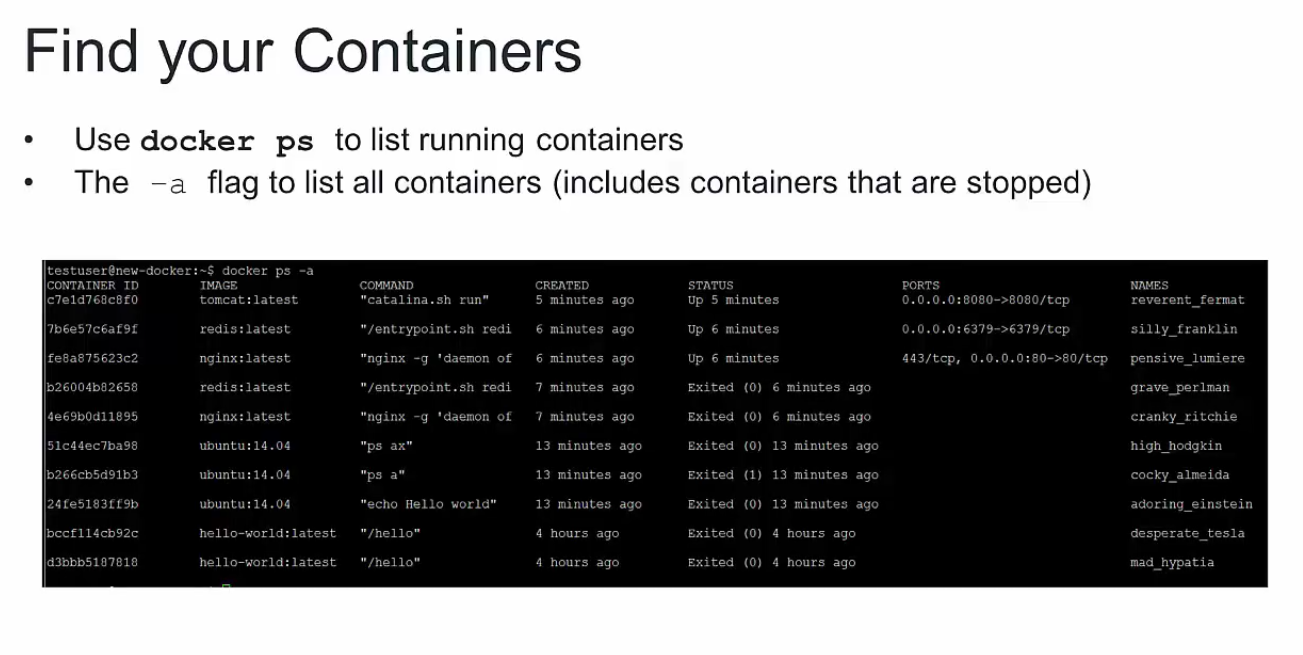 Find your Containers
• Use docker ps to list running containers
• The -a flag to list all containers (includes containers that are stopped)
testuser@new-docker:~$ docker ps -a
CONTAINER ID IMAGE COMMAND CREATED STATUS PORTS NAMES
c7e1d768c8f0 tomcat:latest "catalina.sh run" 5 minutes ago Up 5 minutes 0.0.0.0:8080->8080/tcp reverent_fermat
7b6e57c6af9f redis:latest "/entrypoint.sh redi 6 minutes ago Up 6 minutes 0.0.0.0:6379->6379/tcp silly_franklin
fe8a875623c2 nginx:latest "nginx -g 'daemon of 6 minutes ago Up 6 minutes 443/tcp, 0.0.0.0:80->80/tcp pensive_lumiere
b26004b82658 redis:latest "/entrypoint.sh redi 7 minutes ago Exited (0) 6 minutes ago grave_perlman
4e69b0d11895 nginx:latest "nginx -g 'daemon of 7 minutes ago Exited (0) 6 minutes ago cranky_ritchie
51c44ec7ba98 ubuntu:14.04 "ps ax" 13 minutes ago Exited (0) 13 minutes ago high_hodgkin
b266cb5d91b3 ubuntu:14.04 "ps a" 13 minutes ago Exited (1) 13 minutes ago cocky_almeida
24fe5183ff9b ubuntu:14.04 "echo Hello world" 13 minutes ago Exited (0) 13 minutes ago adoring_einstein
bccf114cb92c hello-world:latest "/hello" 4 hours ago Exited (0) 4 hours ago desperate_tesla
d3bbb5187818 hello-world:latest "/hello" 4 hours ago Exited (0) 4 hours ago mad_hypatia